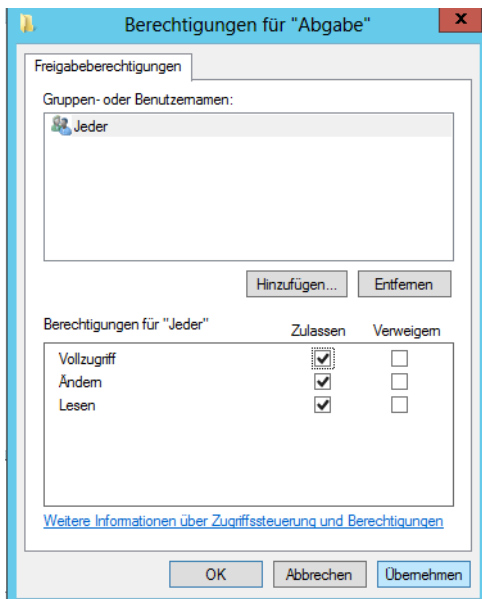 Berechtigungen für "Abgabe"
x
Freigabeberechtigungen
Gruppen- oder Benutzernamen:
Jeder
Hinzufügen... Entfernen
Berechtigungen für "Jeder" Zulassen Verweigern
Vollzugriff
Ändern
Lesen
Weitere Informationen über Zugriffssteuerung und Berechtigungen
OK Abbrechen Übernehmen